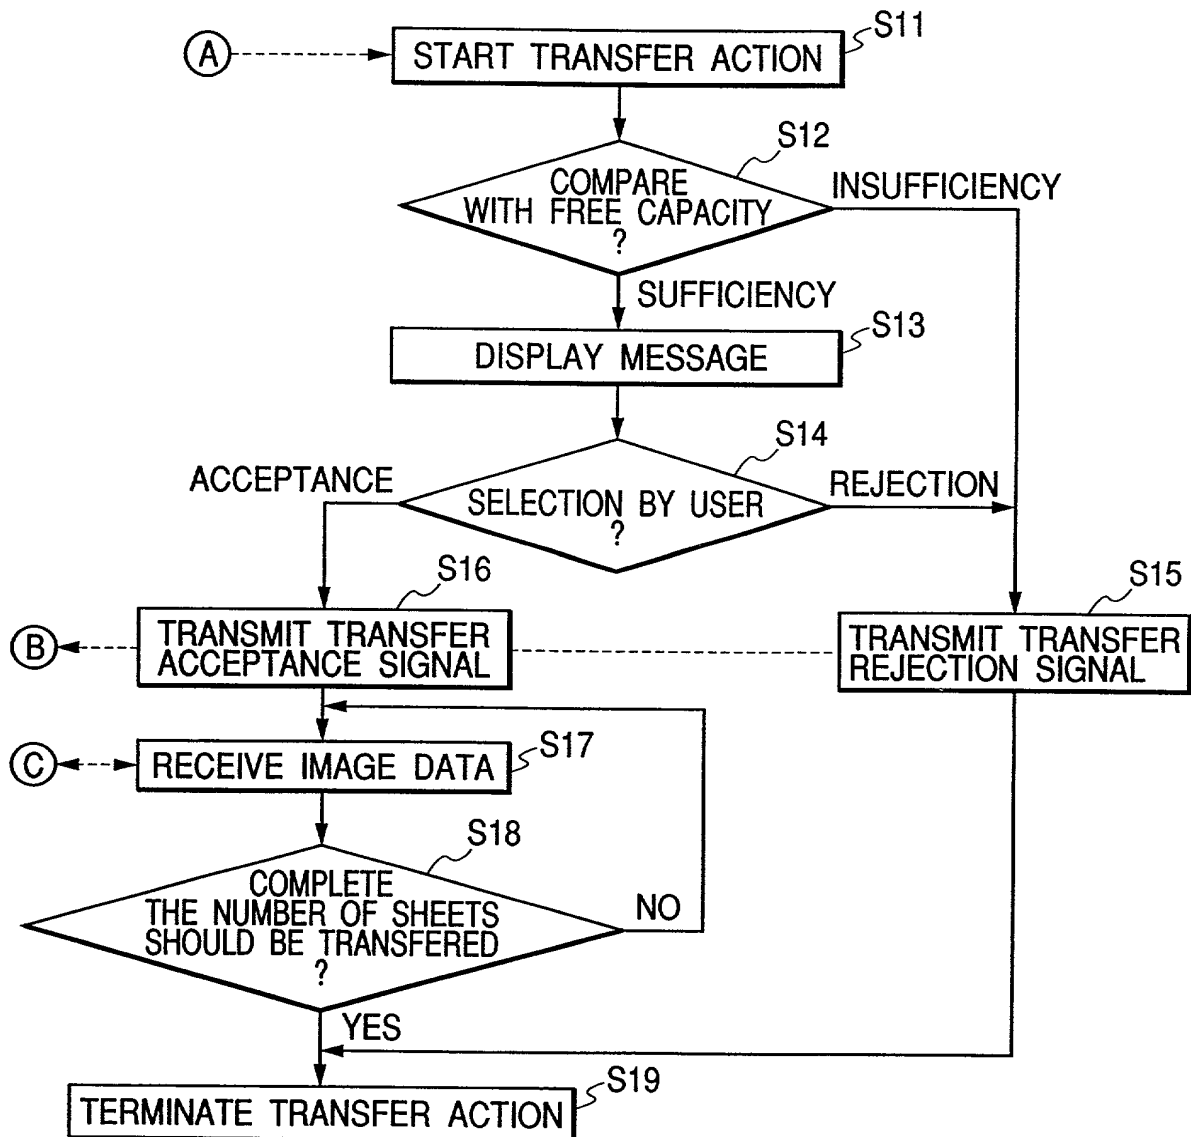 S11
A
START TRANSFER ACTION
S12
COMPARE
WITH FREE CAPACITY
?
INSUFFICIENCY
SUFFICIENCY
S13
DISPLAY MESSAGE
S14
ACCEPTANCE
SELECTION BY USER
?
REJECTION
S16
S15
B
TRANSMIT TRANSFER
ACCEPTANCE SIGNAL
TRANSMIT TRANSFER
REJECTION SIGNAL
S17
C
RECEIVE IMAGE DATA
S18
COMPLETE
THE NUMBER OF SHEETS
SHOULD BE TRANSFERED
?
NO
YES
S19
TERMINATE TRANSFER ACTION